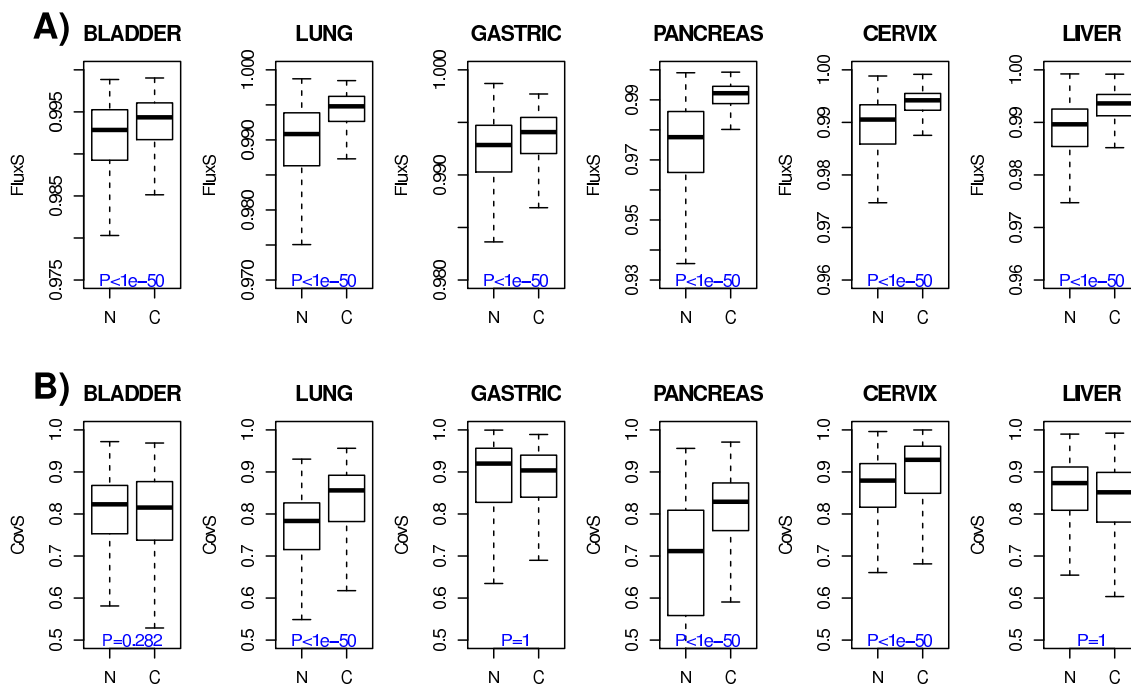 A)
BLADDER LUNG GASTRIC PANCREAS CERVIX LIVER
FluxS 0.975 0.985 0.995 P<1e−50 N C
FluxS 0.970 0.980 0.990 1.000 P<1e−50 N C
FluxS 0.980 0.990 1.000 P<1e−50 N C
FluxS 0.93 0.95 0.97 0.99 P<1e−50 N C
FluxS 0.96 0.97 0.98 0.99 1.00 P<1e−50 N C
FluxS 0.96 0.97 0.98 0.99 1.00 P<1e−50 N C
B)
BLADDER LUNG GASTRIC PANCREAS CERVIX LIVER
CovS 0.5 0.6 0.7 0.8 0.9 1.0 P=0.282 N C
CovS 0.5 0.6 0.7 0.8 0.9 1.0 P<1e−50 N C
CovS 0.5 0.6 0.7 0.8 0.9 1.0 P=1 N C
CovS 0.5 0.6 0.7 0.8 0.9 1.0 P<1e−50 N C
CovS 0.5 0.6 0.7 0.8 0.9 1.0 P<1e−50 N C
CovS 0.5 0.6 0.7 0.8 0.9 1.0 P=1 N C